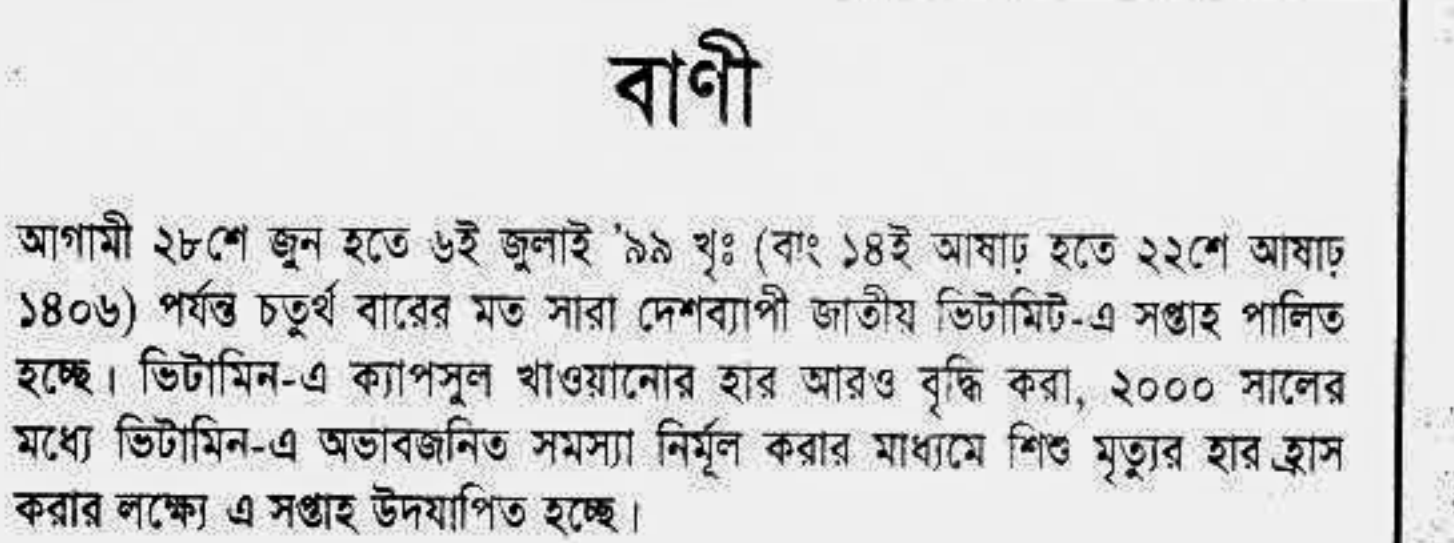 বাণী
আগামী ২৮শে জুন হতে ৬ই জুলাই '৯৯ খৃঃ (বাং ১৪ই আষাঢ় হতে ২২শে আষাঢ়
১৪০৬) পর্যন্ত চতুর্থ বারের মত সারা দেশব্যাপী জাতীয় ভিটামিট-এ সপ্তাহ পালিত
হচ্ছে। ভিটামিন-এ ক্যাপসুল খাওয়ানোর হার আরও বৃদ্ধি করা, ২০০০ সালের
মধ্যে ভিটামিন-এ অভাবজনিত সমস্যা নির্মূল করার মাধ্যমে শিশু মৃত্যুর হার হ্রাস
করার লক্ষ্যে এ সপ্তাহ উদযাপিত হচ্ছে।